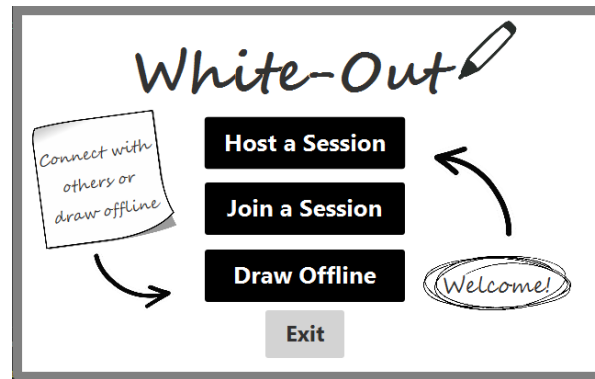 White-Out
Connect with
others or
draw offline
Host a Session
Join a Session
Draw Offline
Exit
Welcome!